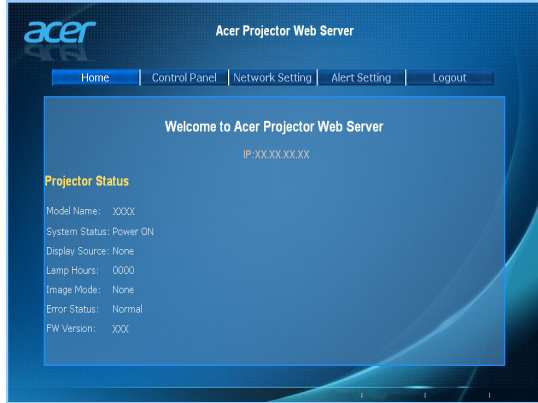 acer
Acer Projector Web Server
Home Control Panel Network Setting Alert Setting Logout
Welcome to Acer Projector Web Server
IP:XX.XX.XX.XX
Projector Status
Model Name: XXXX
System Status: Power ON
Display Source: None
Lamp Hours: 0000
Image Mode: None
Error Status: Normal
FW Version: XXX